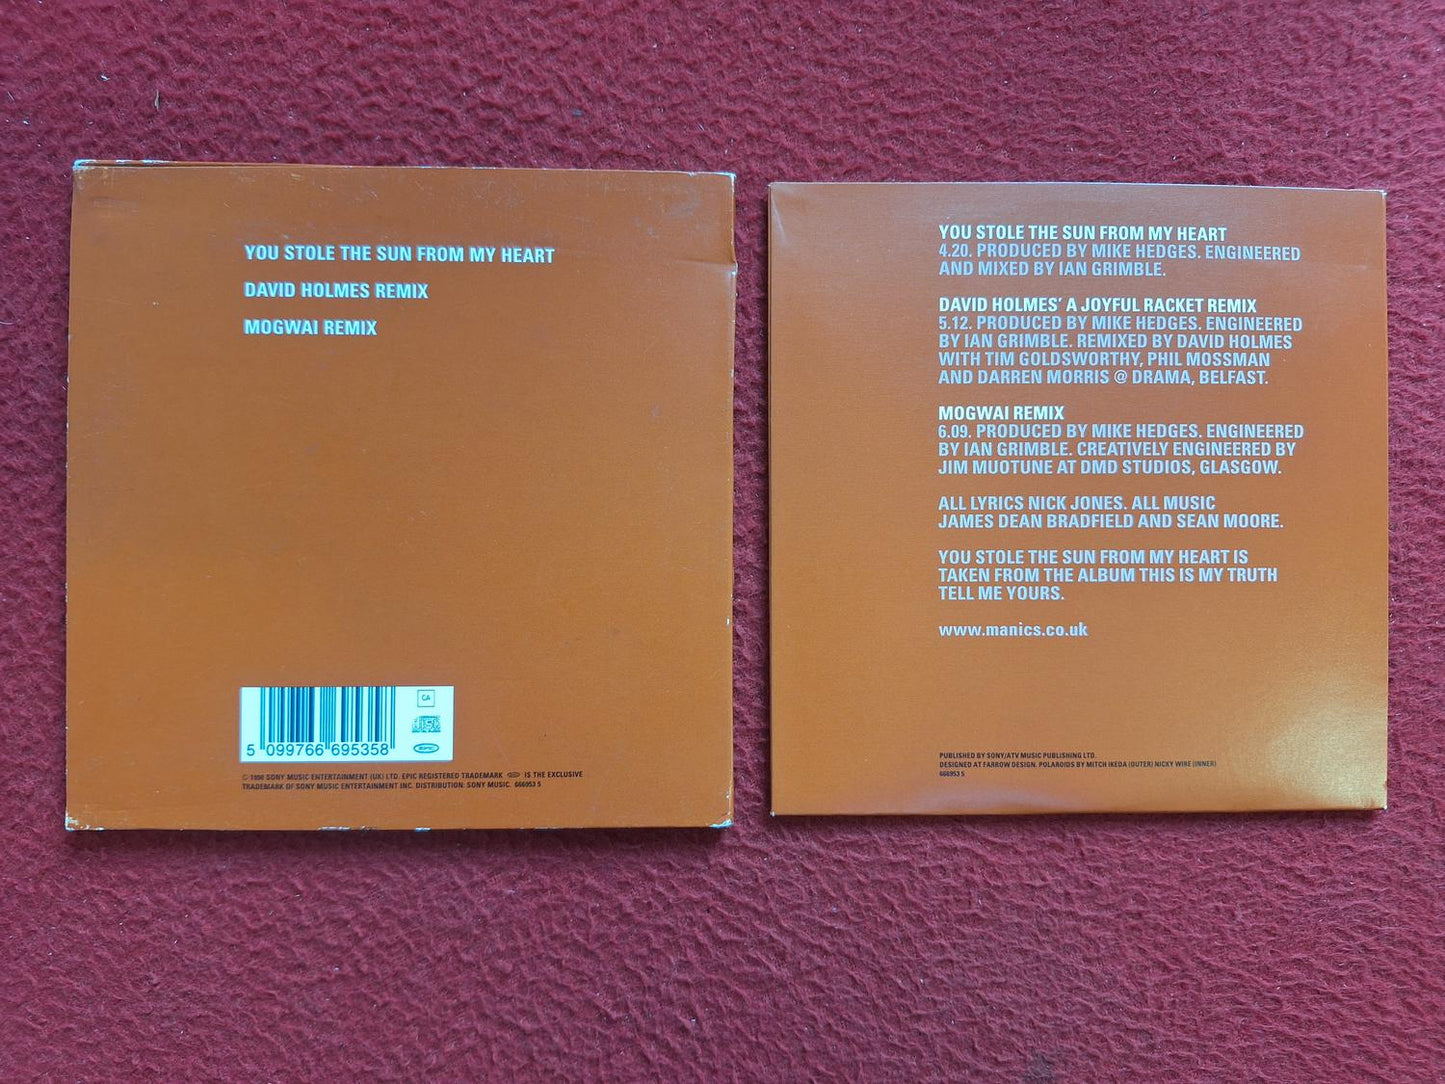 YOU STOLE THE SUN FROM MY HEART
DAVID HOLMES REMIX
MOGWAI REMIX
CA
5 099766 695358
EPIC
© 1998 SONY MUSIC ENTERTAINMENT (UK) LTD. EPIC REGISTERED TRADEMARK IS THE EXCLUSIVE
TRADEMARK OF SONY MUSIC ENTERTAINMENT INC. DISTRIBUTION: SONY MUSIC. 666953 5
YOU STOLE THE SUN FROM MY HEART
4.20. PRODUCED BY MIKE HEDGES. ENGINEERED
AND MIXED BY IAN GRIMBLE.
DAVID HOLMES' A JOYFUL RACKET REMIX
5.12. PRODUCED BY MIKE HEDGES. ENGINEERED
BY IAN GRIMBLE. REMIXED BY DAVID HOLMES
WITH TIM GOLDSWORTHY, PHIL MOSSMAN
AND DARREN MORRIS @ DRAMA, BELFAST.
MOGWAI REMIX
6.09. PRODUCED BY MIKE HEDGES. ENGINEERED
BY IAN GRIMBLE. CREATIVELY ENGINEERED BY
JIM MUOTUNE AT DMD STUDIOS, GLASGOW.
ALL LYRICS NICK JONES. ALL MUSIC
JAMES DEAN BRADFIELD AND SEAN MOORE.
YOU STOLE THE SUN FROM MY HEART IS
TAKEN FROM THE ALBUM THIS IS MY TRUTH
TELL ME YOURS.
www.manics.co.uk
PUBLISHED BY SONY/ATV MUSIC PUBLISHING LTD.
DESIGNED AT FARROW DESIGN. POLAROIDS BY MITCH IKEDA (OUTER) NICKY WIRE (INNER)
666953 5